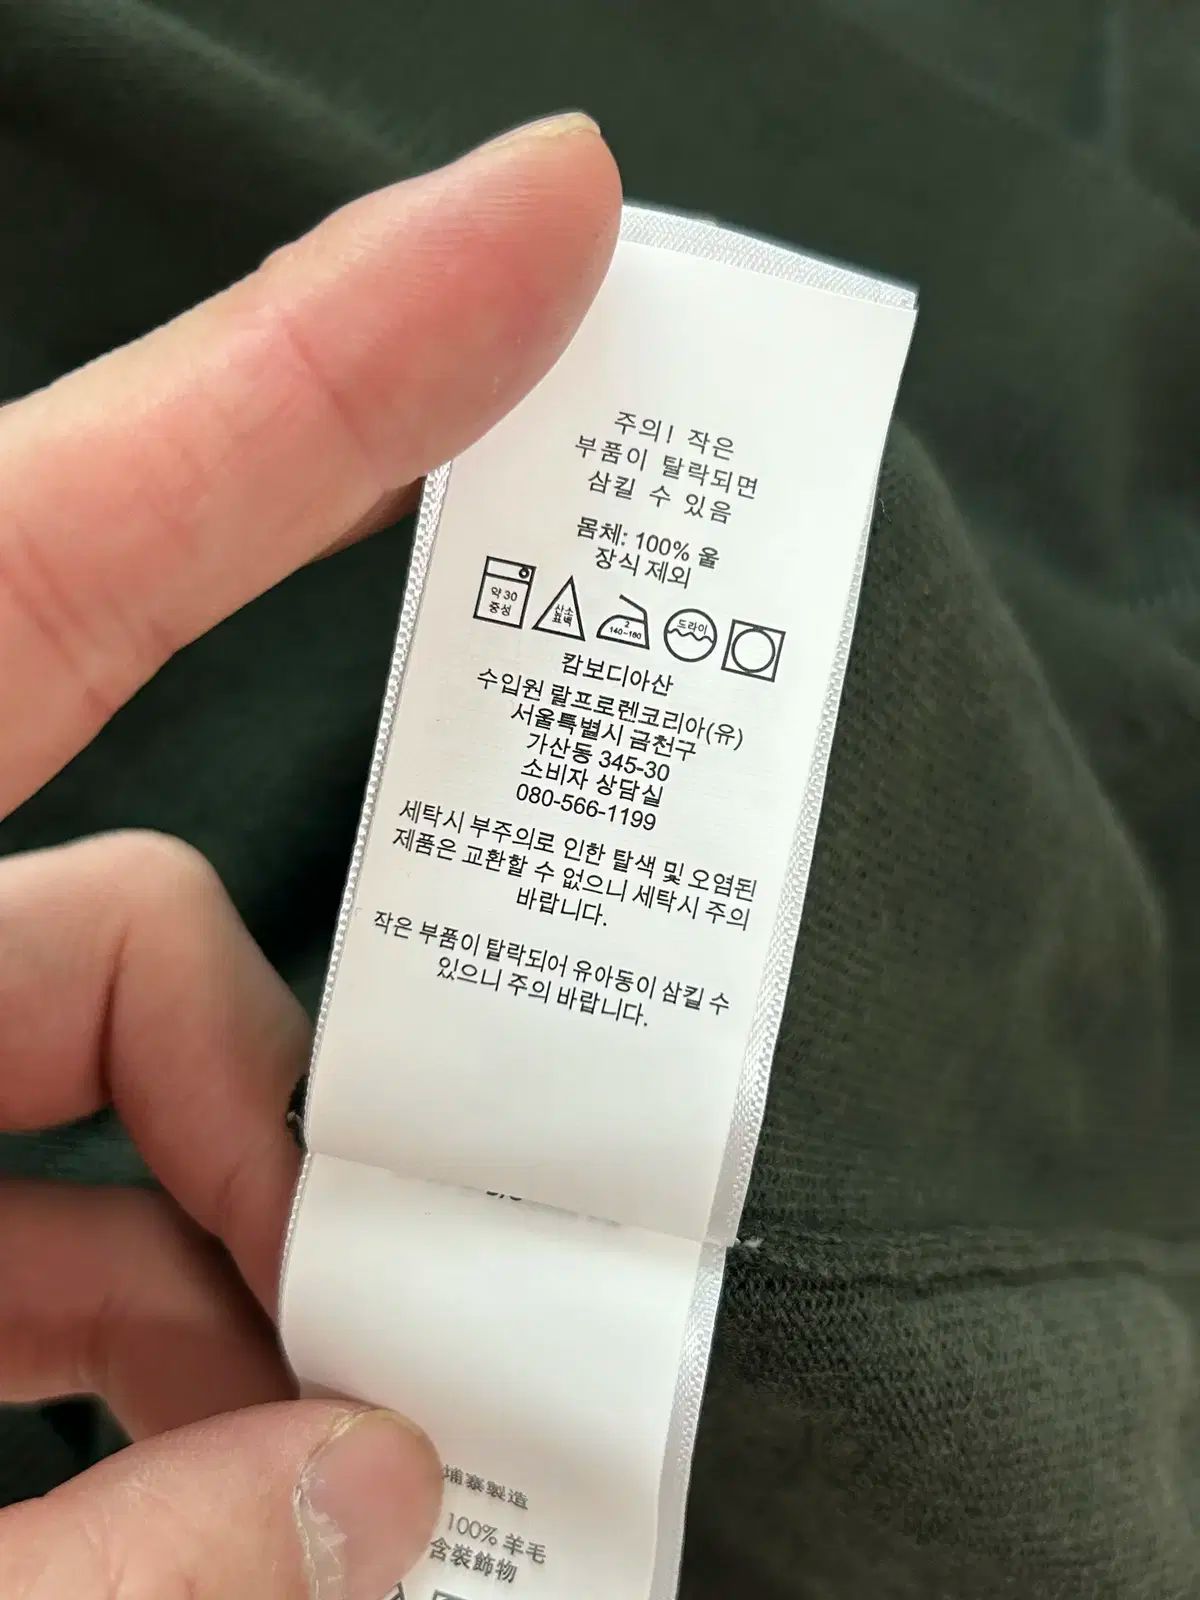 주의! 작은
부품이 탈락되면
삼킬 수 있음
몸체: 100% 울
장식 제외
약 30
중성
산소
표백
2
140~160
드라이
캄보디아산
수입원 랄프로렌코리아(유)
서울특별시 금천구
가산동 345-30
소비자 상담실
080-566-1199
세탁시 부주의로 인한 탈색 및 오염된
제품은 교환할 수 없으니 세탁시 주의
바랍니다.
작은 부품이 탈락되어 유아동이 삼킬 수
있으니 주의 바랍니다.
埔寨製造
100% 羊毛
含裝飾物